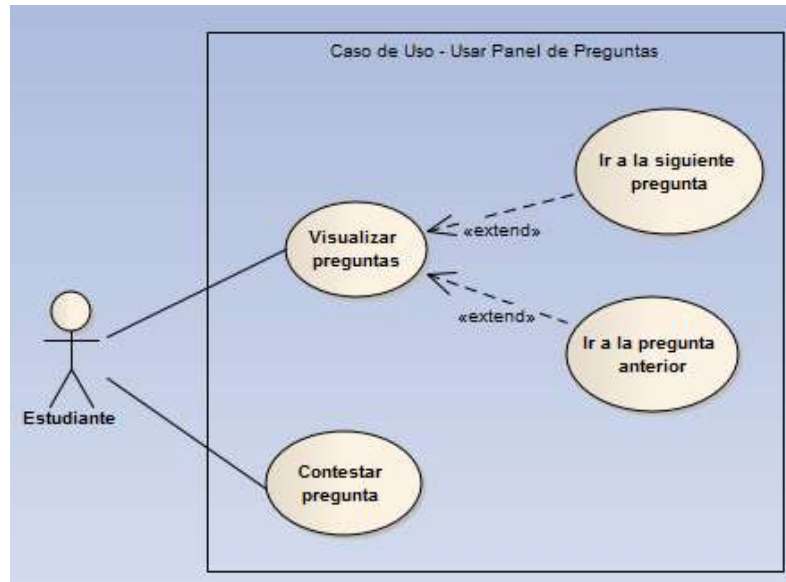 Caso de Uso - Usar Panel de Preguntas
Ir a la siguiente
pregunta
Visualizar
preguntas
«extend»
«extend»
Ir a la pregunta
anterior
Estudiante
Contestar
pregunta